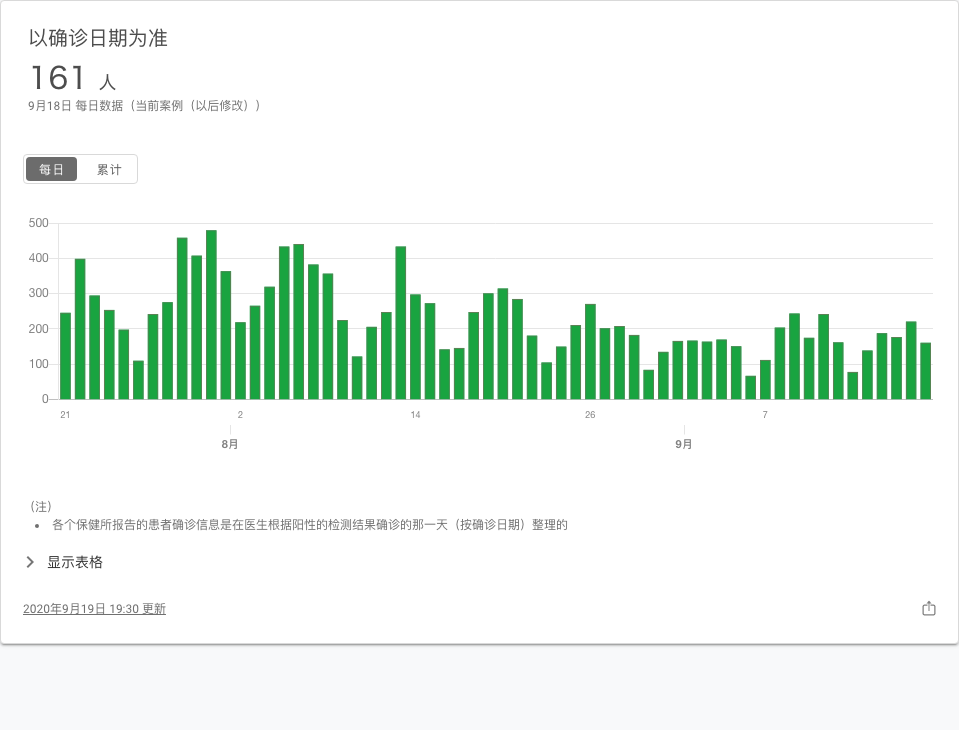 以确诊日期为准
161 人
9月18日 每日数据（当前案例（以后修改））
每日 累计
500
400
300
200
100
0
21 2 14 26 7
8月 9月
（注）
• 各个保健所报告的患者确诊信息是在医生根据阳性的检测结果确诊的那一天（按确诊日期）整理的
显示表格
2020年9月19日 19:30 更新